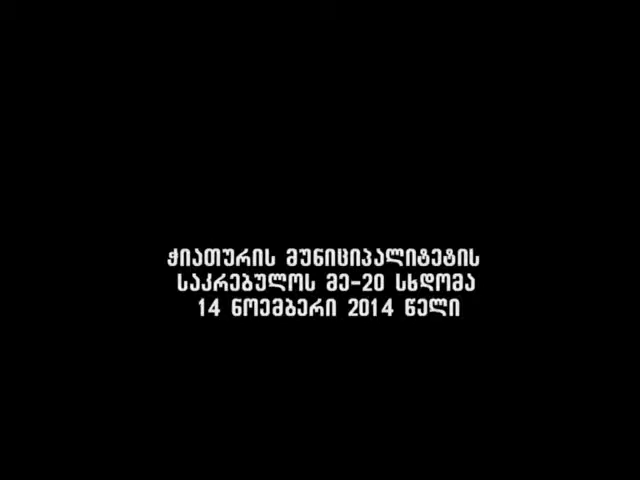 ჭიათურის მუნიციპალიტეტის
საკრებულოს მე-20 სხდომა
14 ნოემბერი 2014 წელი